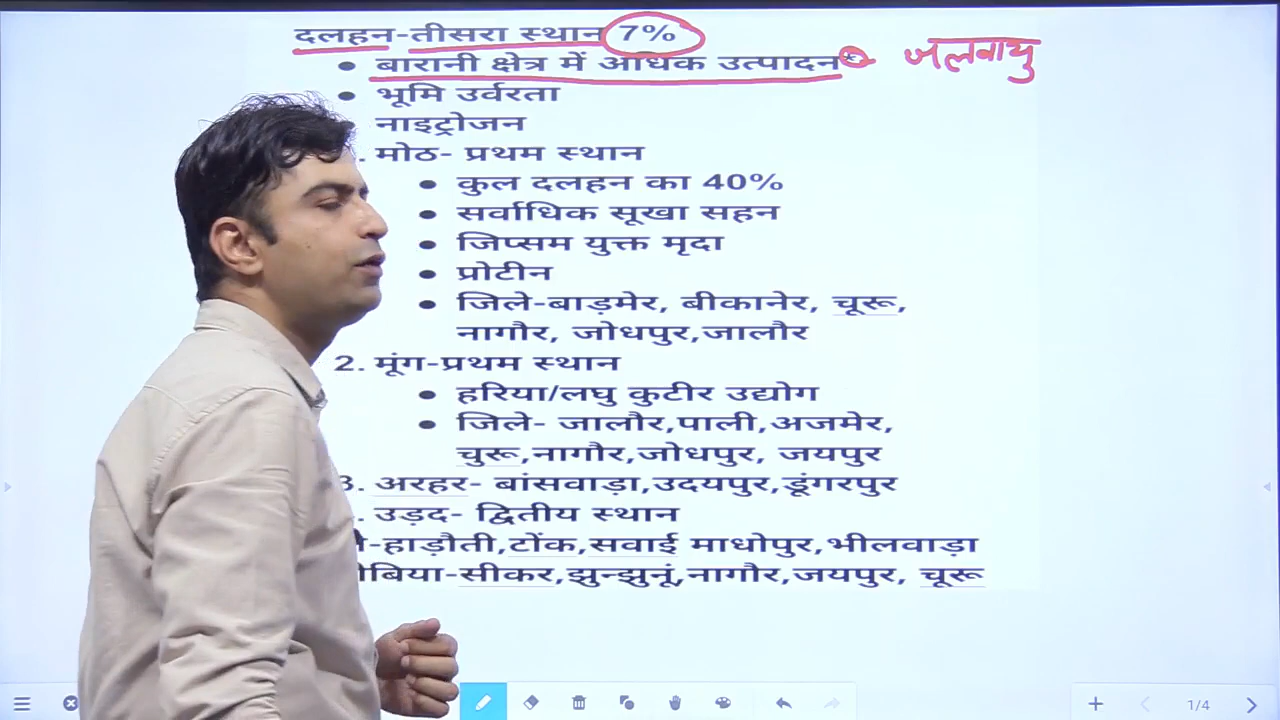 दलहन-तीसरा स्थान 7%
• बारानी क्षेत्र में अधिक उत्पादन* जलवायु
• भूमि उर्वरता
नाइट्रोजन
. मोठ- प्रथम स्थान
• कुल दलहन का 40%
• सर्वाधिक सूखा सहन
• जिप्सम युक्त मृदा
• प्रोटीन
• जिले-बाड़मेर, बीकानेर, चूरू,
नागौर, जोधपुर,जालौर
2. मूंग-प्रथम स्थान
• हरिया/लघु कुटीर उद्योग
• जिले- जालौर,पाली,अजमेर,
चुरू,नागौर,जोधपुर, जयपुर
3. अरहर- बांसवाड़ा,उदयपुर,डूंगरपुर
. उड़द- द्वितीय स्थान
-हाड़ौती,टोंक,सवाई माधोपुर,भीलवाड़ा
बिया-सीकर,झुन्झुनूं,नागौर,जयपुर, चूरू
1/4